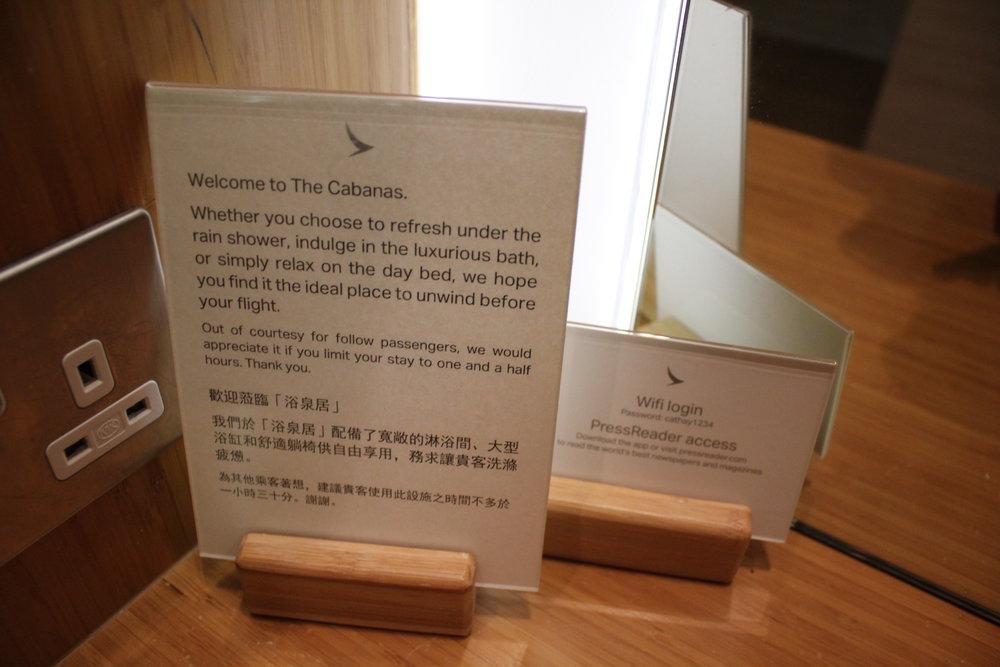 Welcome to The Cabanas.
Whether you choose to refresh under the
rain shower, indulge in the luxurious bath,
or simply relax on the day bed, we hope
you find it the ideal place to unwind before
your flight.
Out of courtesy for follow passengers, we would
appreciate it if you limit your stay to one and a half
hours. Thank you.
歡迎蒞臨「浴泉居」
我們於「浴泉居」配備了寬敞的淋浴間、大型
浴缸和舒適躺椅供自由享用，務求讓貴客洗滌
疲憊。
為其他乘客著想，建議貴客使用此設施之時間不多於
一小時三十分。謝謝。
Wifi login
Password: cathay1234
PressReader access
Download the app or visit pressreader.com
to read the world's best newspapers and magazines